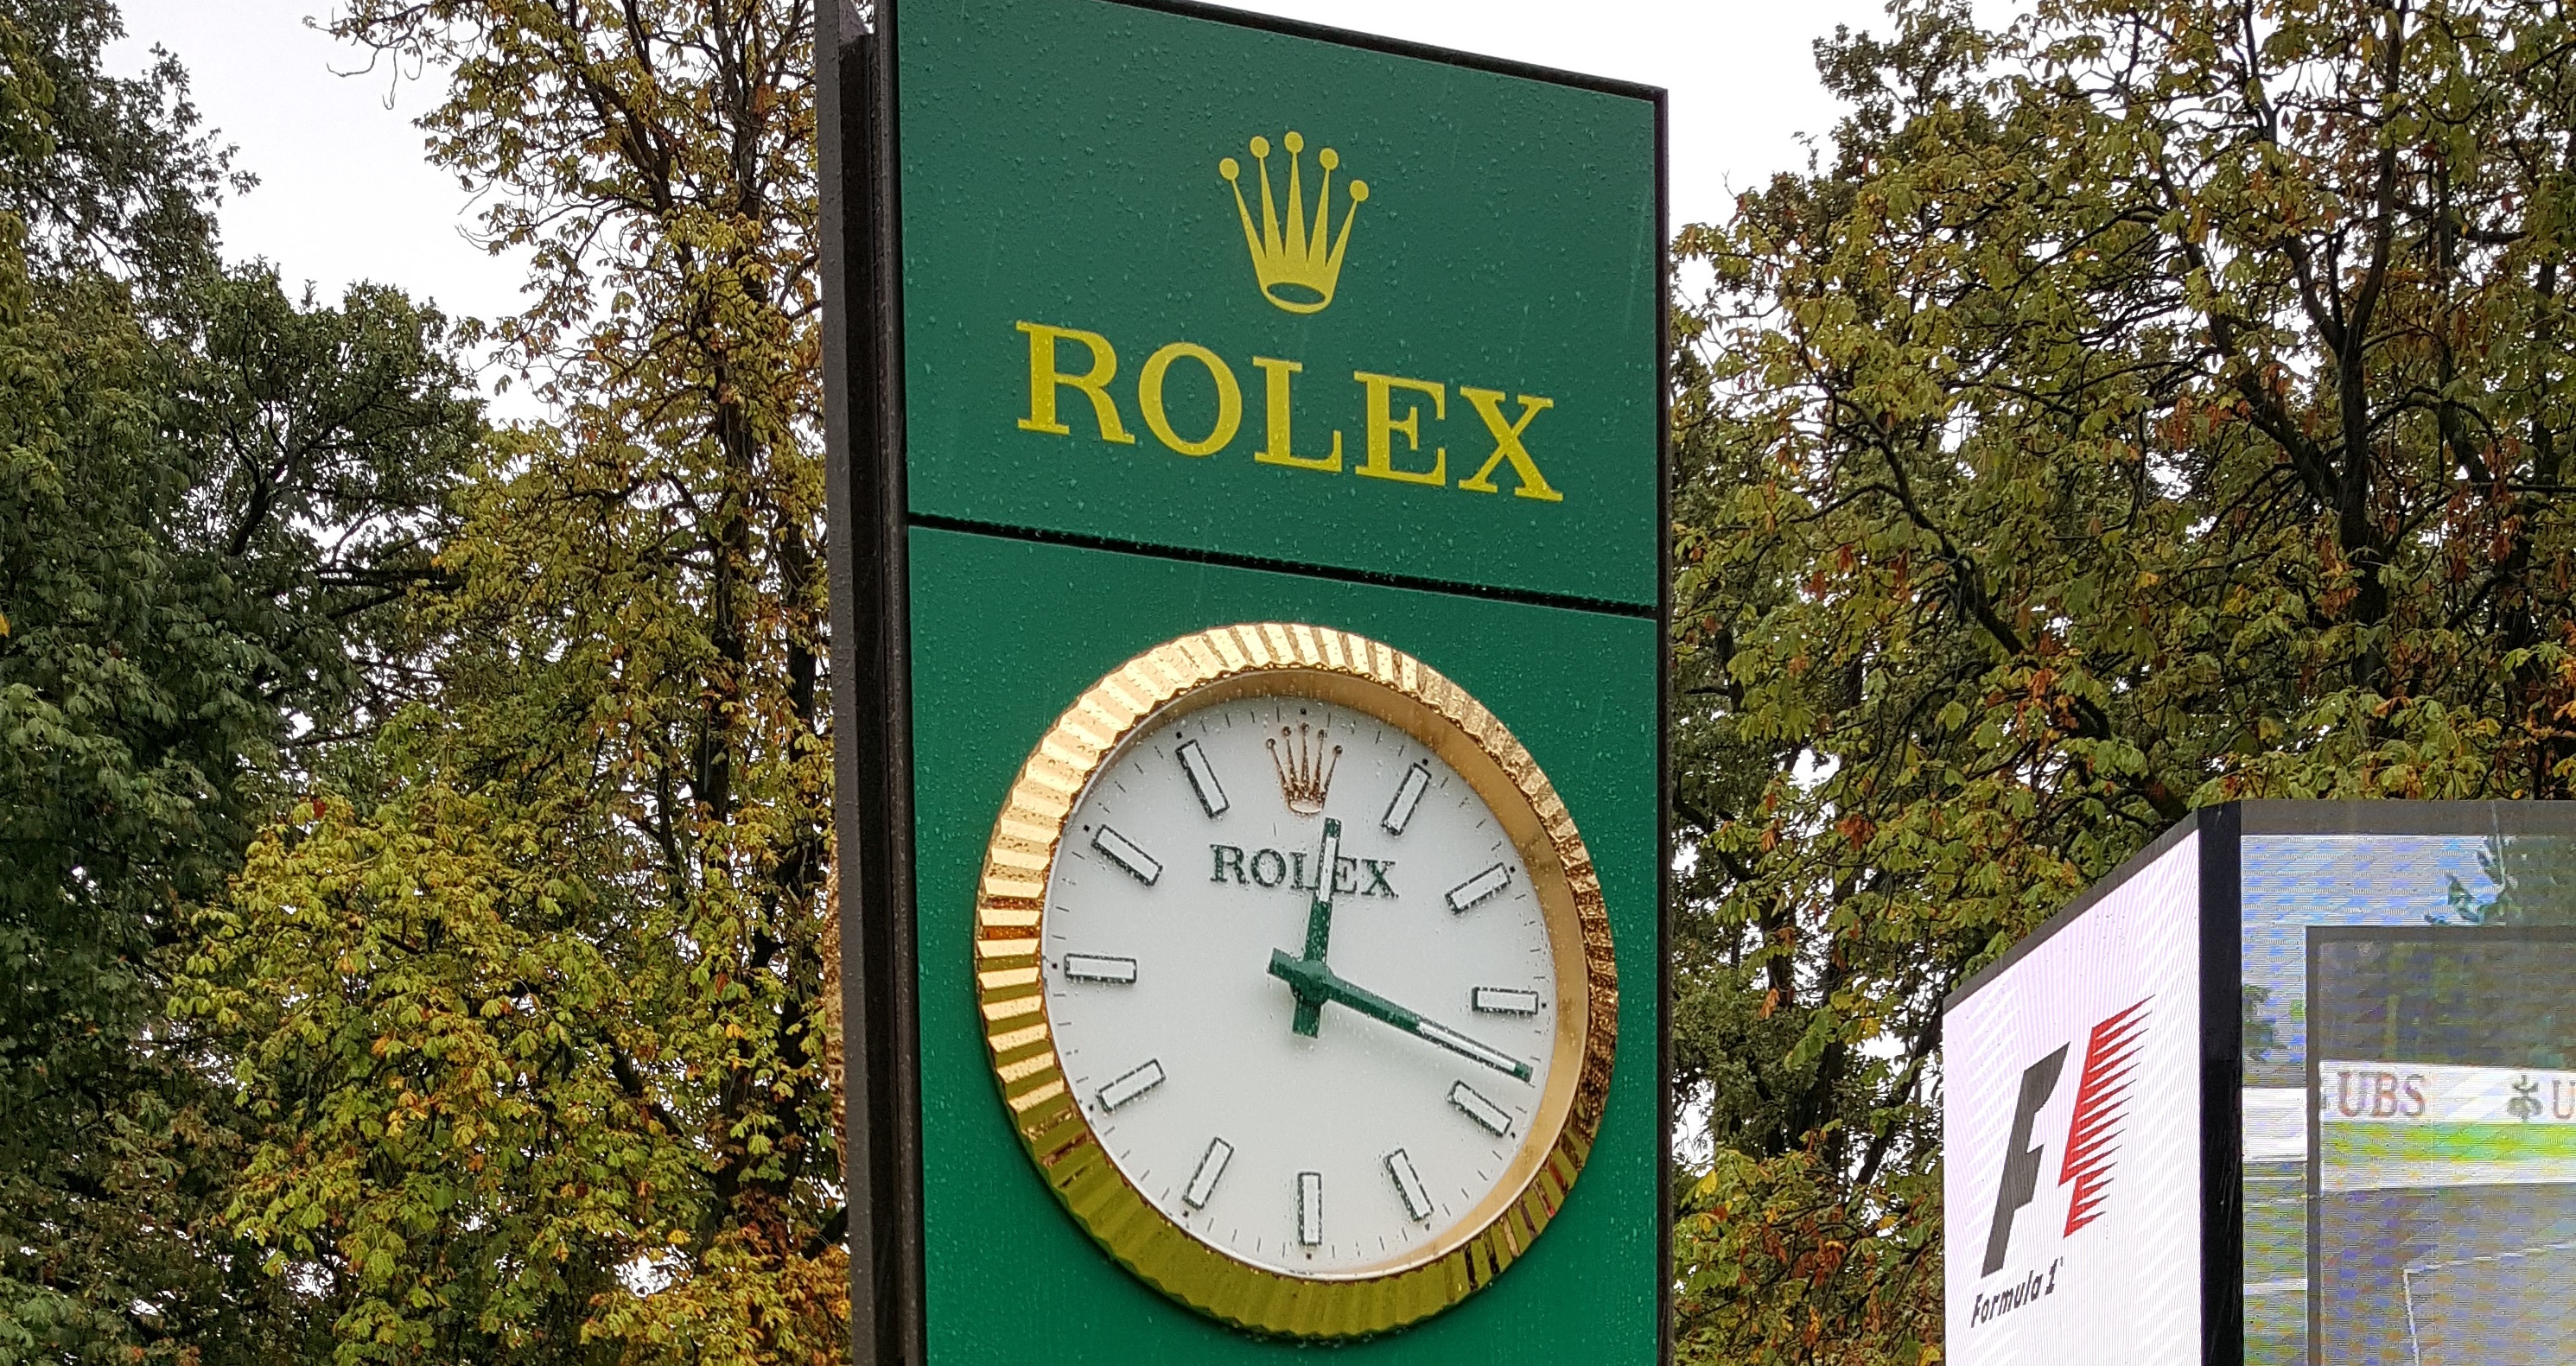 ROLEX
ROLEX
F1
Formula 1
UBS